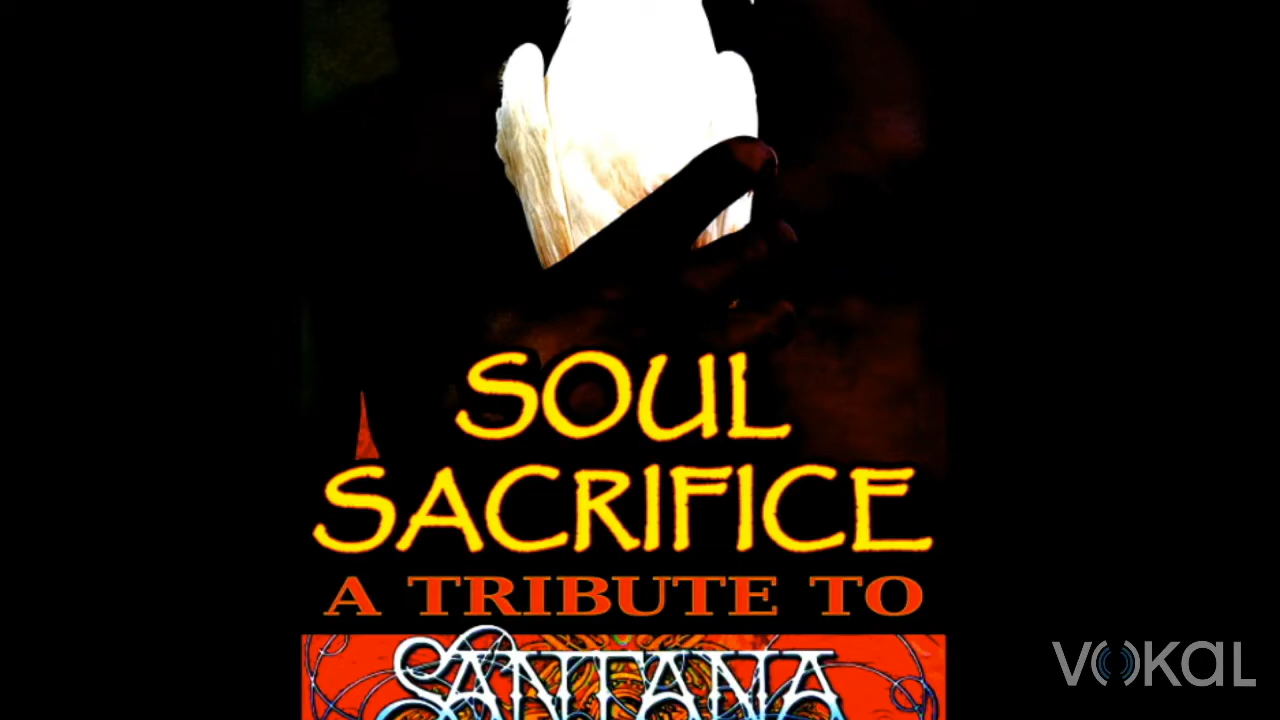 SOUL
SACRIFICE
A TRIBUTE TO
SANTANA
VOKAL